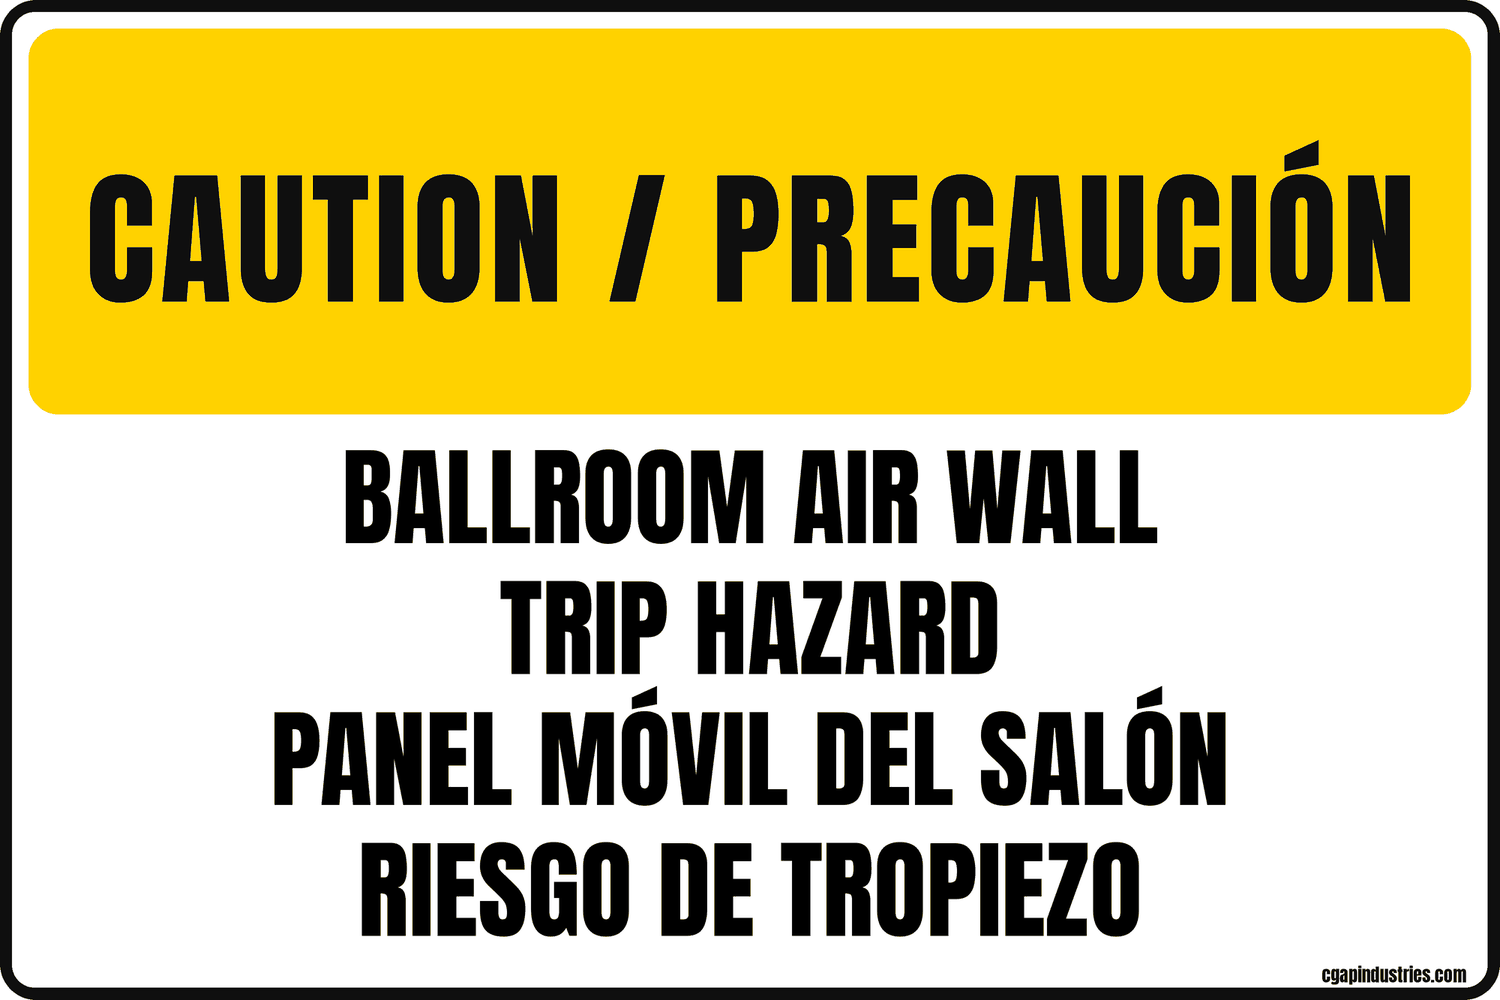 CAUTION / PRECAUCIÓN
BALLROOM AIR WALL
TRIP HAZARD
PANEL MÓVIL DEL SALÓN
RIESGO DE TROPIEZO
cgapindustries.com